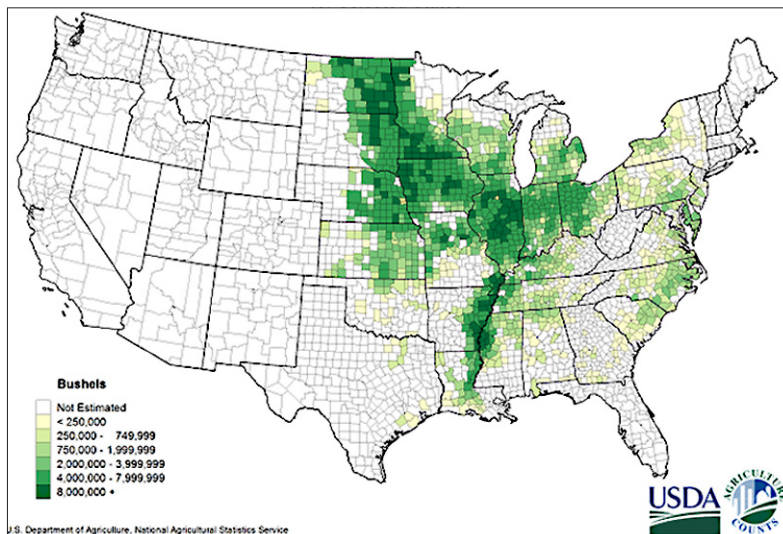 Bushels
Not Estimated
< 250,000
250,000 - 749,999
750,000 - 1,999,999
2,000,000 - 3,999,999
4,000,000 - 7,999,999
8,000,000 +
USDA
AGRICULTURE
COUNTS
U.S. Department of Agriculture, National Agricultural Statistics Service